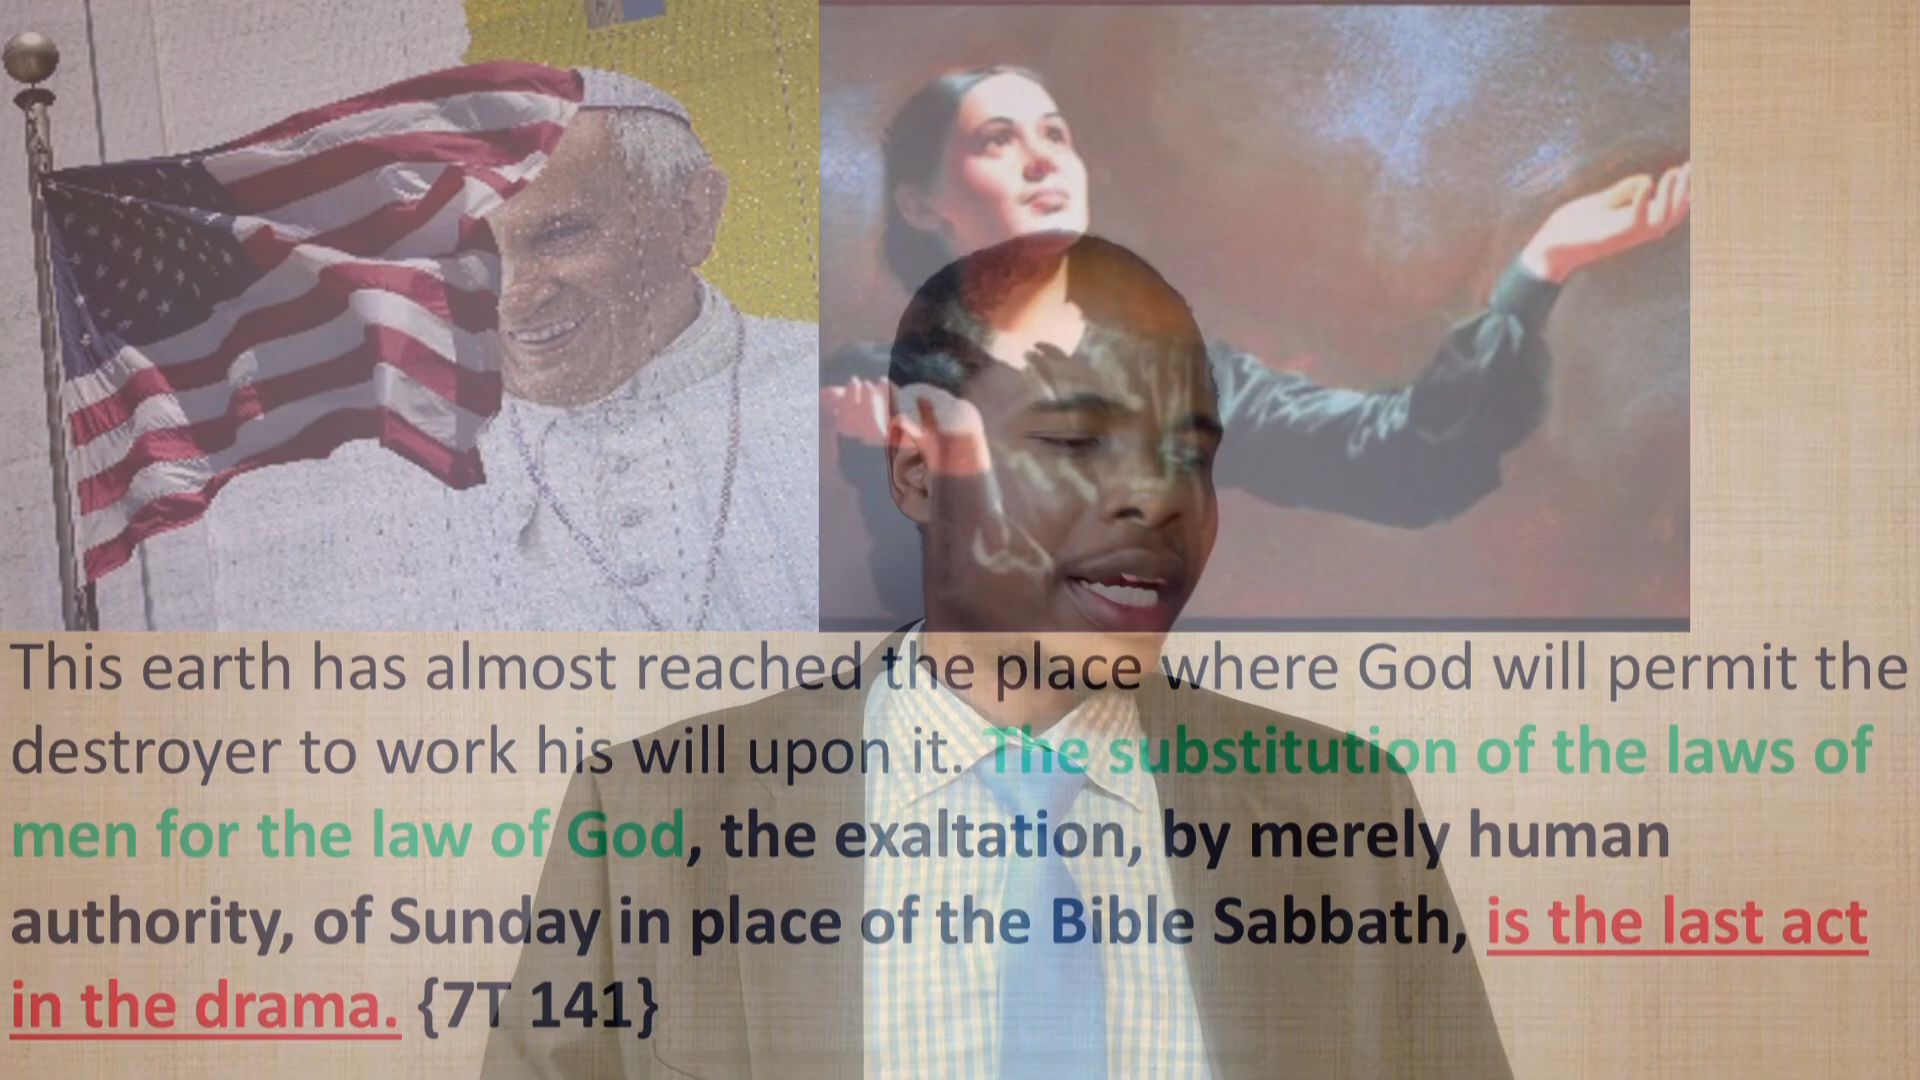 This earth has almost reached the place where God will permit the
destroyer to work his will upon it. The substitution of the laws of
men for the law of God, the exaltation, by merely human
authority, of Sunday in place of the Bible Sabbath, is the last act
in the drama. {7T 141}